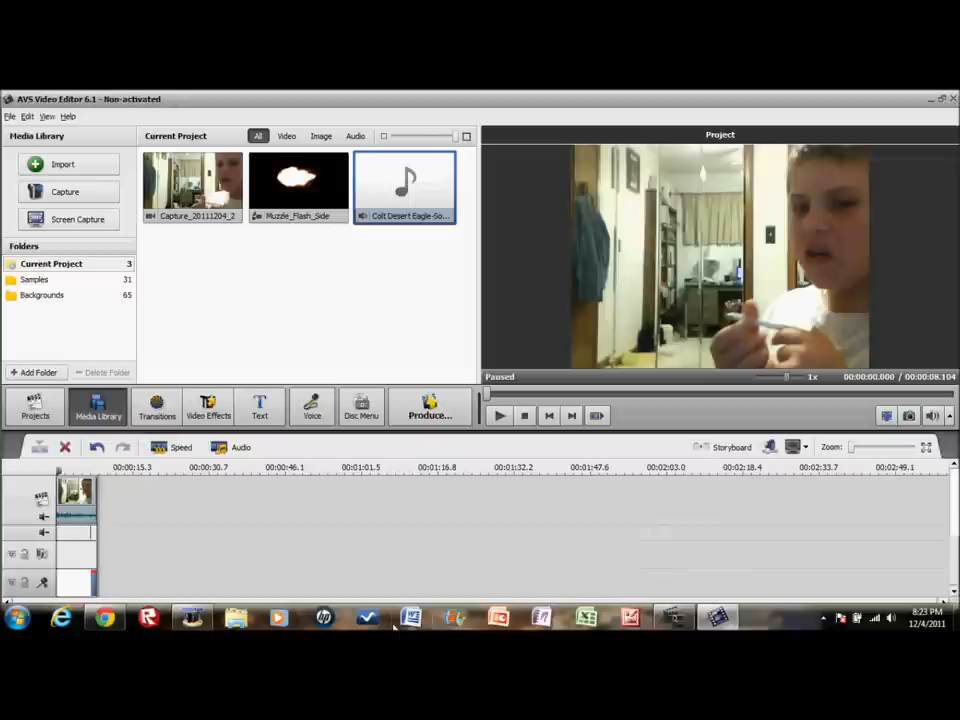 AVS Video Editor 6.1 - Non-activated
File Edit View Help
Media Library
Current Project
All
Video
Image
Audio
Project
Import
Capture
Screen Capture
Capture_20111204_2
Muzzle_Flash_Side
Colt Desert Eagle-So...
Folders
Current Project 3
Samples 31
Backgrounds 65
+ Add Folder
Delete Folder
Paused
1x
00:00:00.000 / 00:00:08.104
Projects
Media Library
Transitions
Video Effects
Text
Voice
Disc Menu
Produce...
Speed
Audio
Storyboard
Zoom:
00:00:15.3 00:00:30.7 00:00:46.1 00:01:01.5 00:01:16.8 00:01:32.2 00:01:47.6 00:02:03.0 00:02:18.4 00:02:33.7 00:02:49.1
8:23 PM
12/4/2011